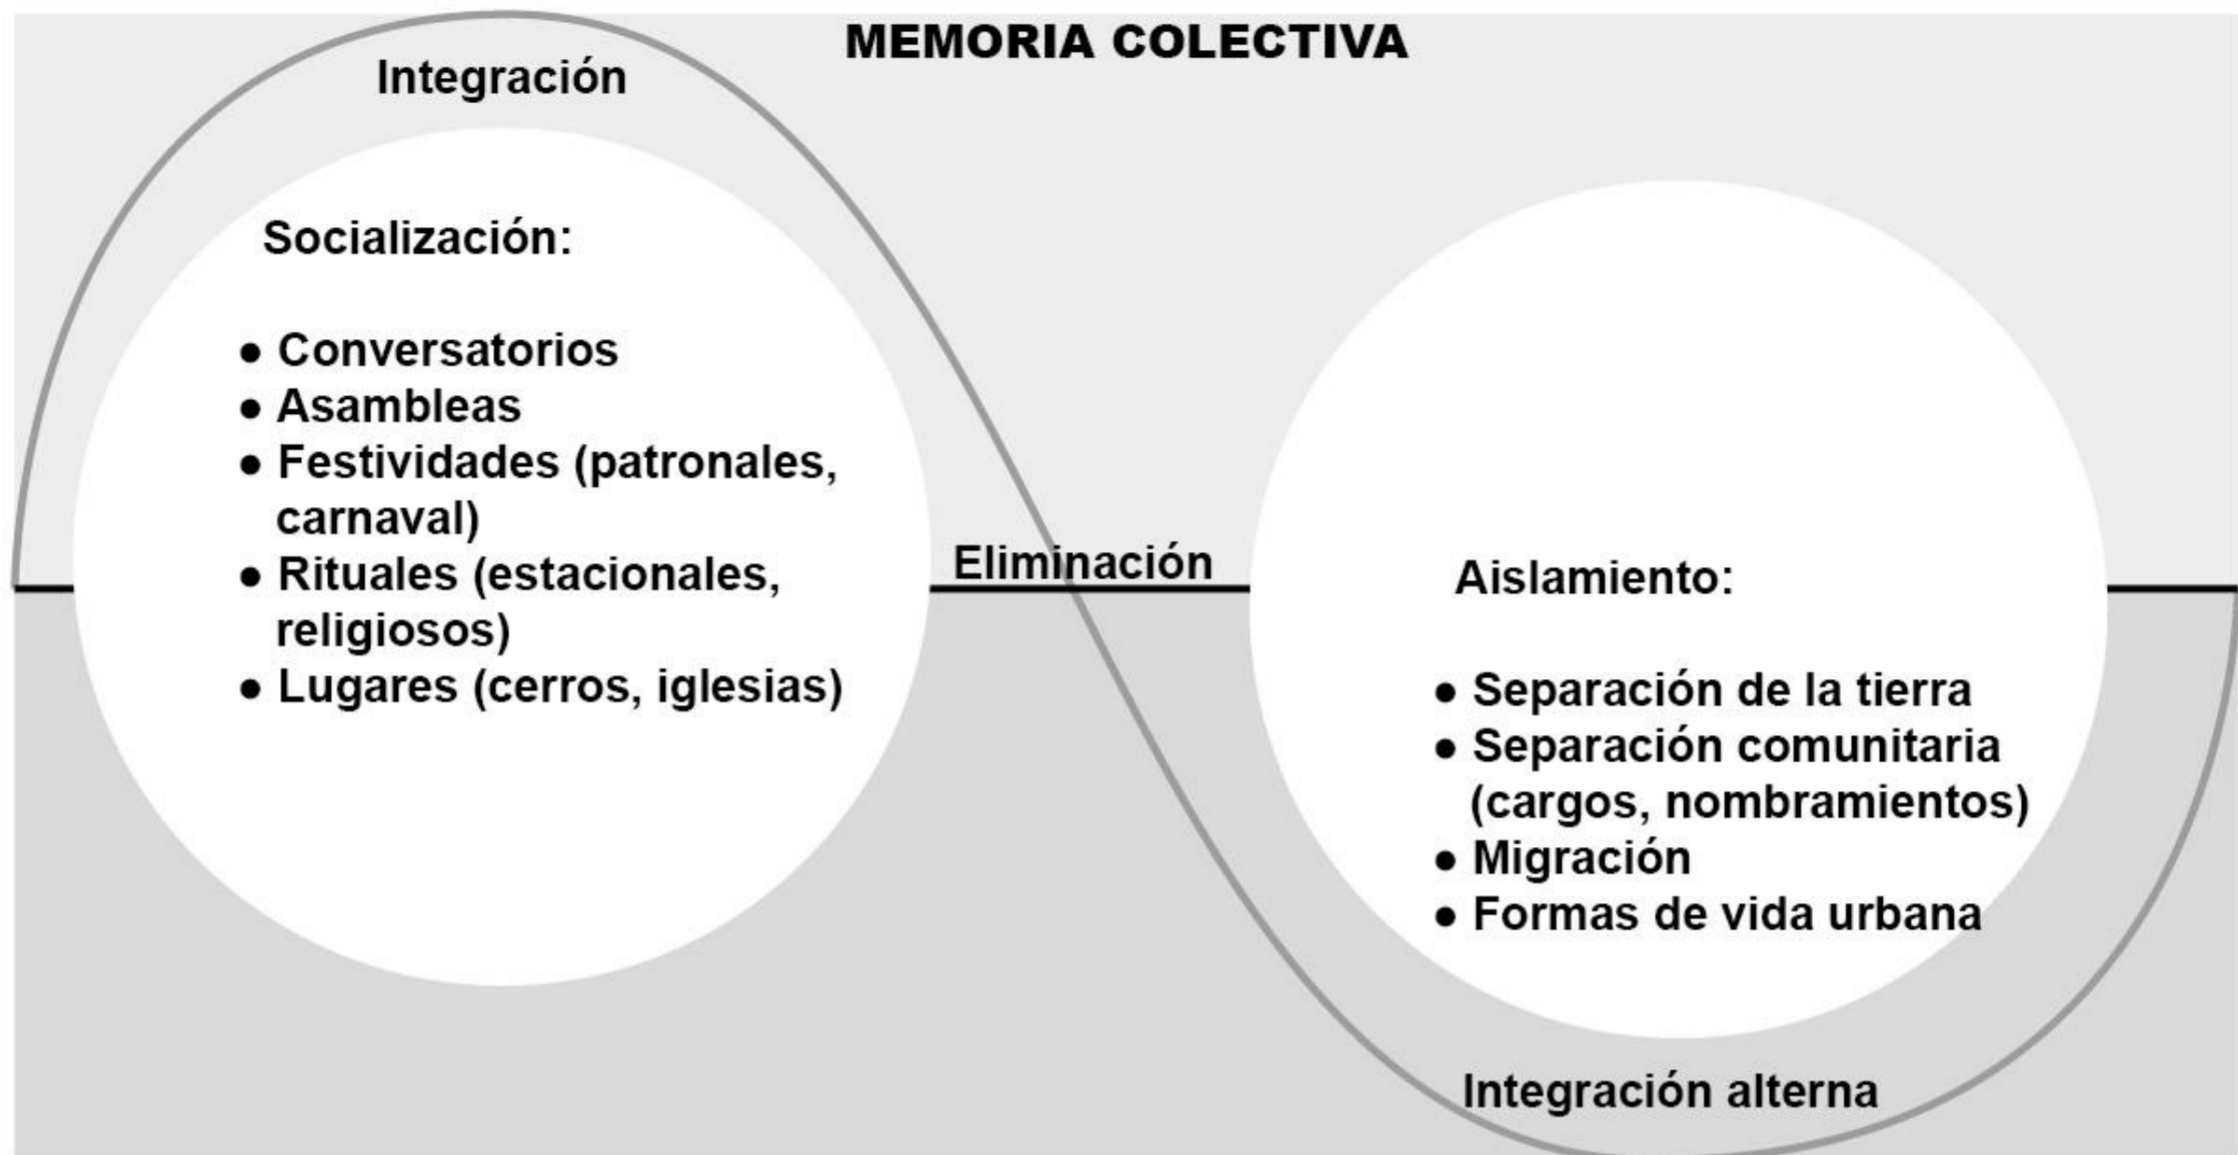 MEMORIA COLECTIVA
Integración
Socialización:
● Conversatorios
● Asambleas
● Festividades (patronales,
carnaval)
● Rituales (estacionales,
religiosos)
● Lugares (cerros, iglesias)
Eliminación
Aislamiento:
● Separación de la tierra
● Separación comunitaria
(cargos, nombramientos)
● Migración
● Formas de vida urbana
Integración alterna